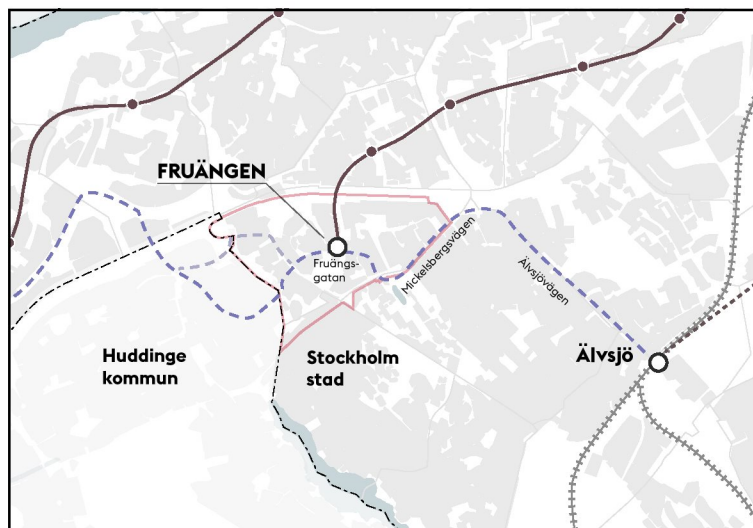 FRUÄNGEN
Fruängs-
gatan
Mickelsbergsvägen
Älvsjövägen
Huddinge
kommun
Stockholm
stad
Älvsjö